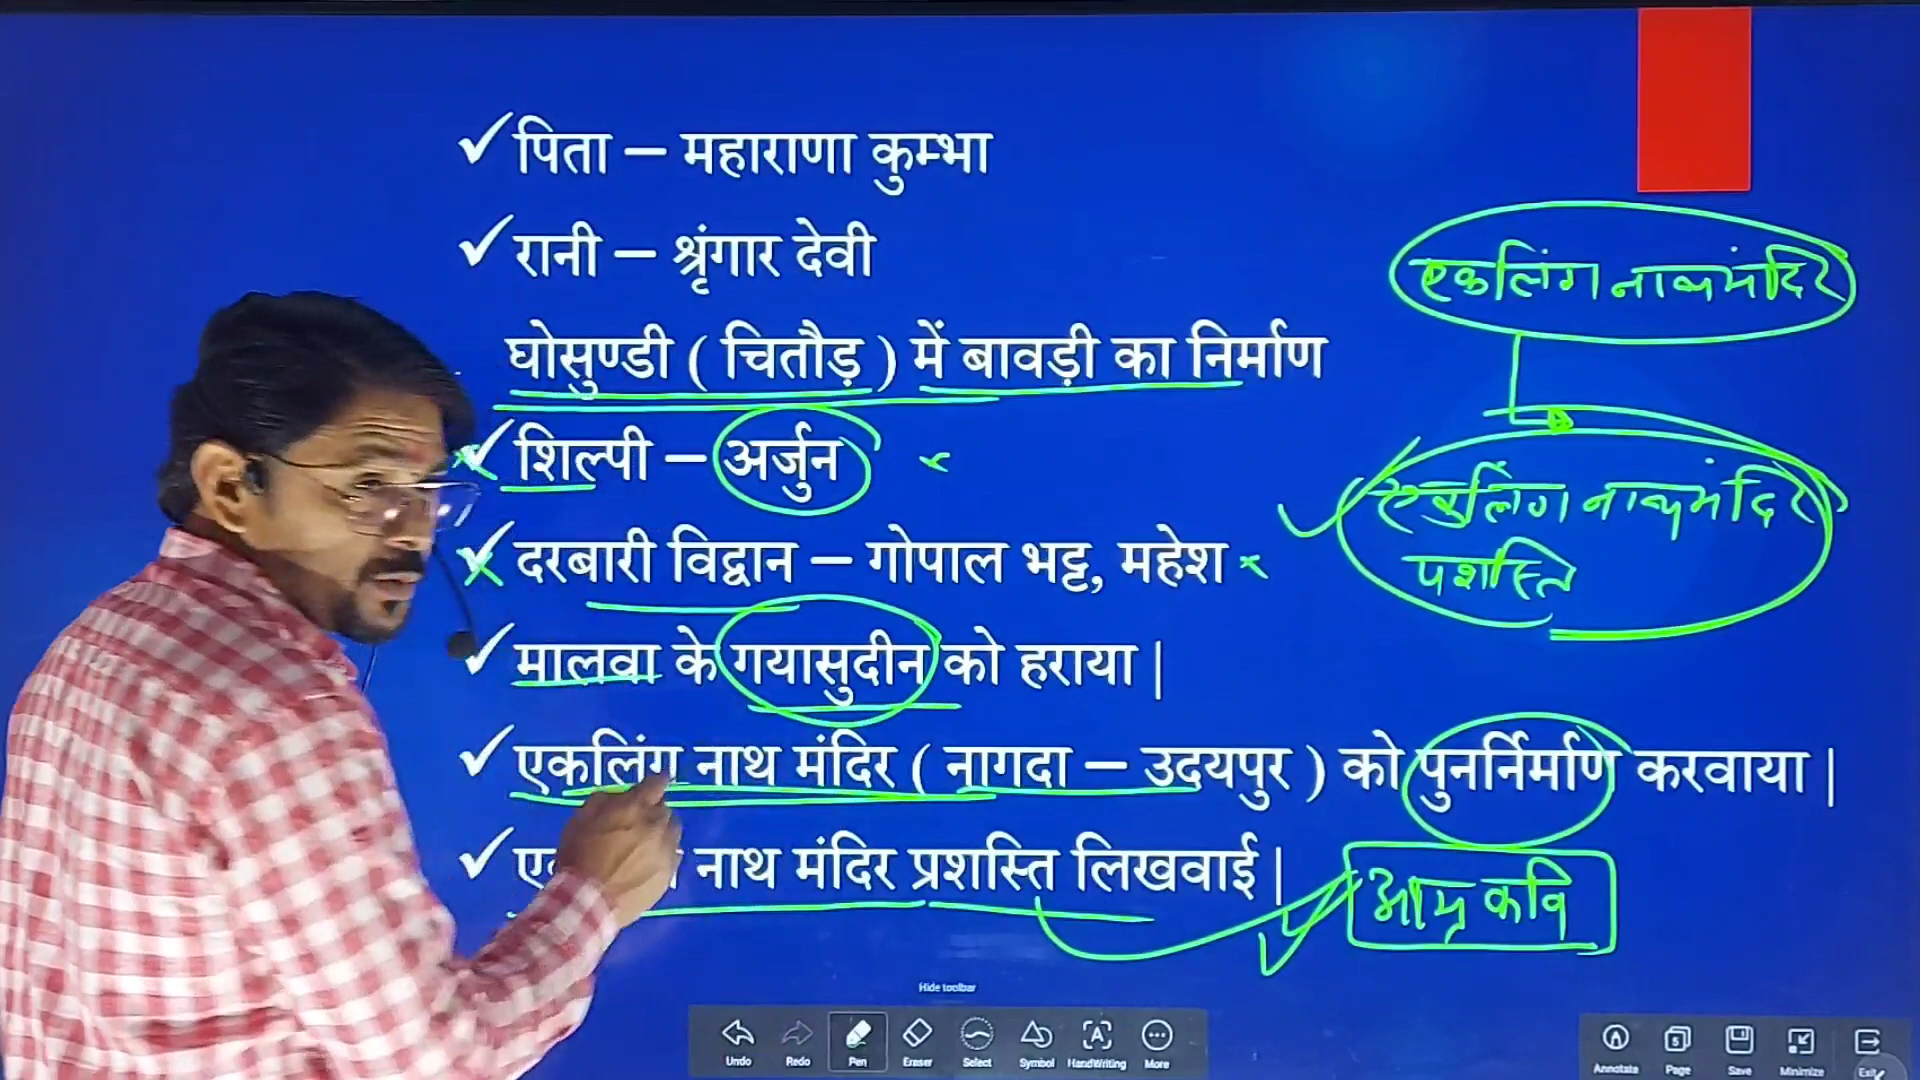 ✓ पिता – महाराणा कुम्भा
✓ रानी – श्रृंगार देवी
घोसुण्डी ( चितौड़ ) में बावड़ी का निर्माण
✓ शिल्पी – अर्जुन
✓ दरबारी विद्वान – गोपाल भट्ट, महेश
✓ मालवा के गयासुदीन को हराया |
✓ एकलिंग नाथ मंदिर ( नागदा – उदयपुर ) को पुनर्निर्माण करवाया |
✓ नाथ मंदिर प्रशस्ति लिखवाई |
एकलिंग नाथ मंदिर
एकलिंग नाथ मंदिर
प्रशस्ति
कवि
Hide toolbar
Undo Redo Pen Eraser Select Symbol HandWriting More
Annotate Page Save Minimize Exit